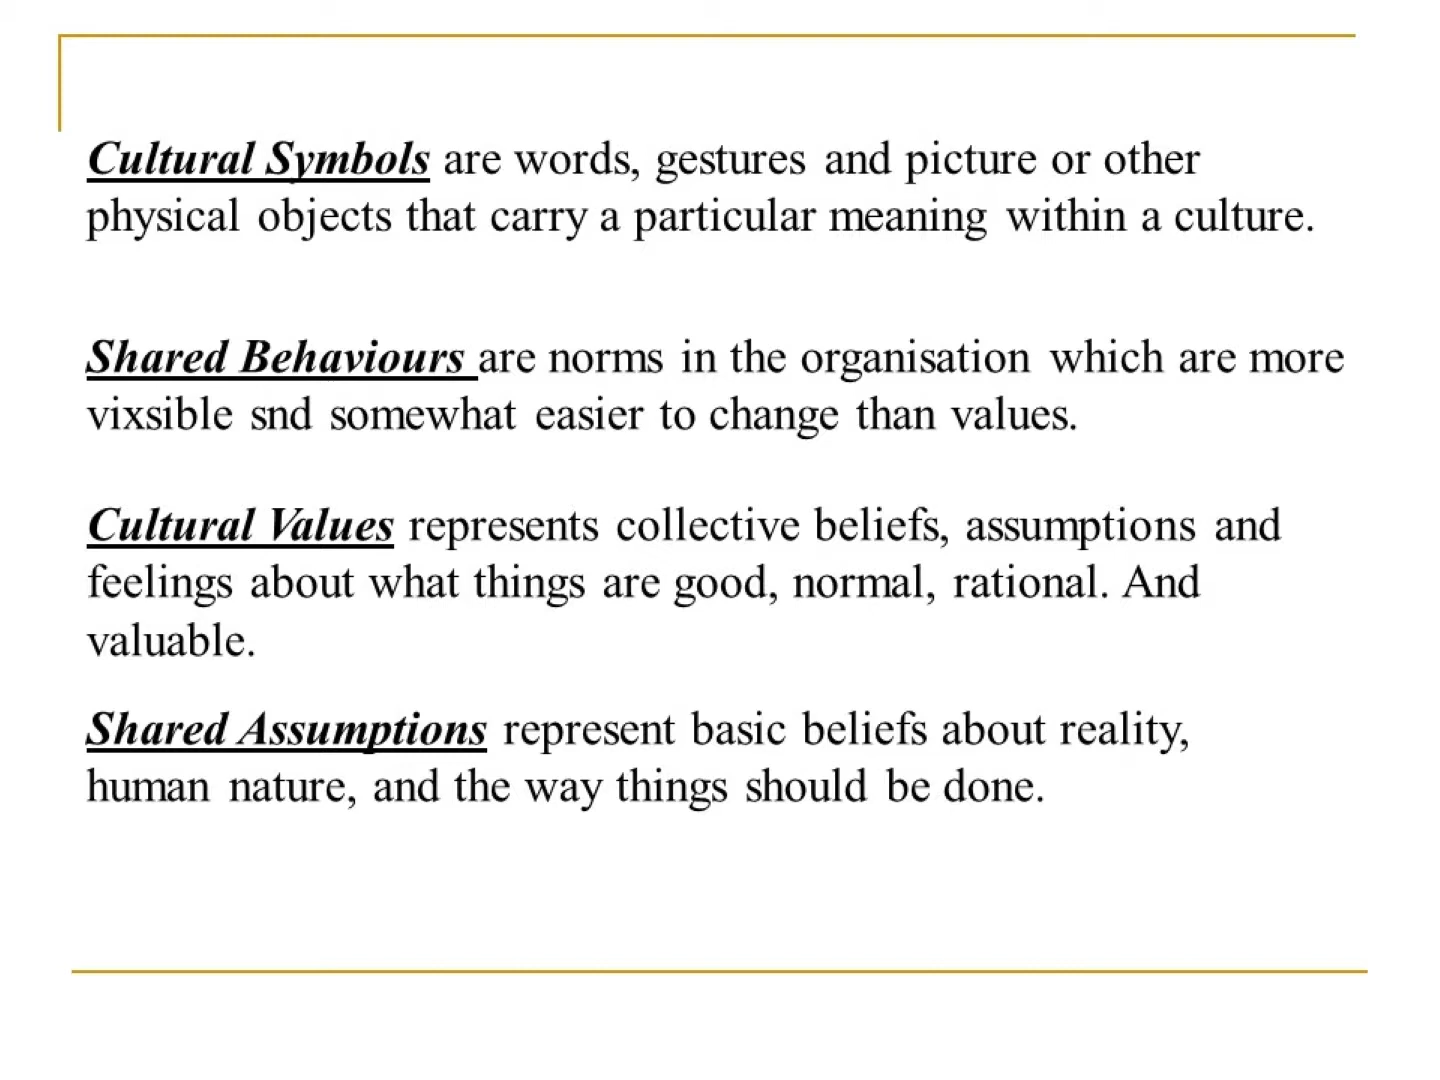 Cultural Symbols are words, gestures and picture or other
physical objects that carry a particular meaning within a culture.
Shared Behaviours are norms in the organisation which are more
vixsible snd somewhat easier to change than values.
Cultural Values represents collective beliefs, assumptions and
feelings about what things are good, normal, rational. And
valuable.
Shared Assumptions represent basic beliefs about reality,
human nature, and the way things should be done.